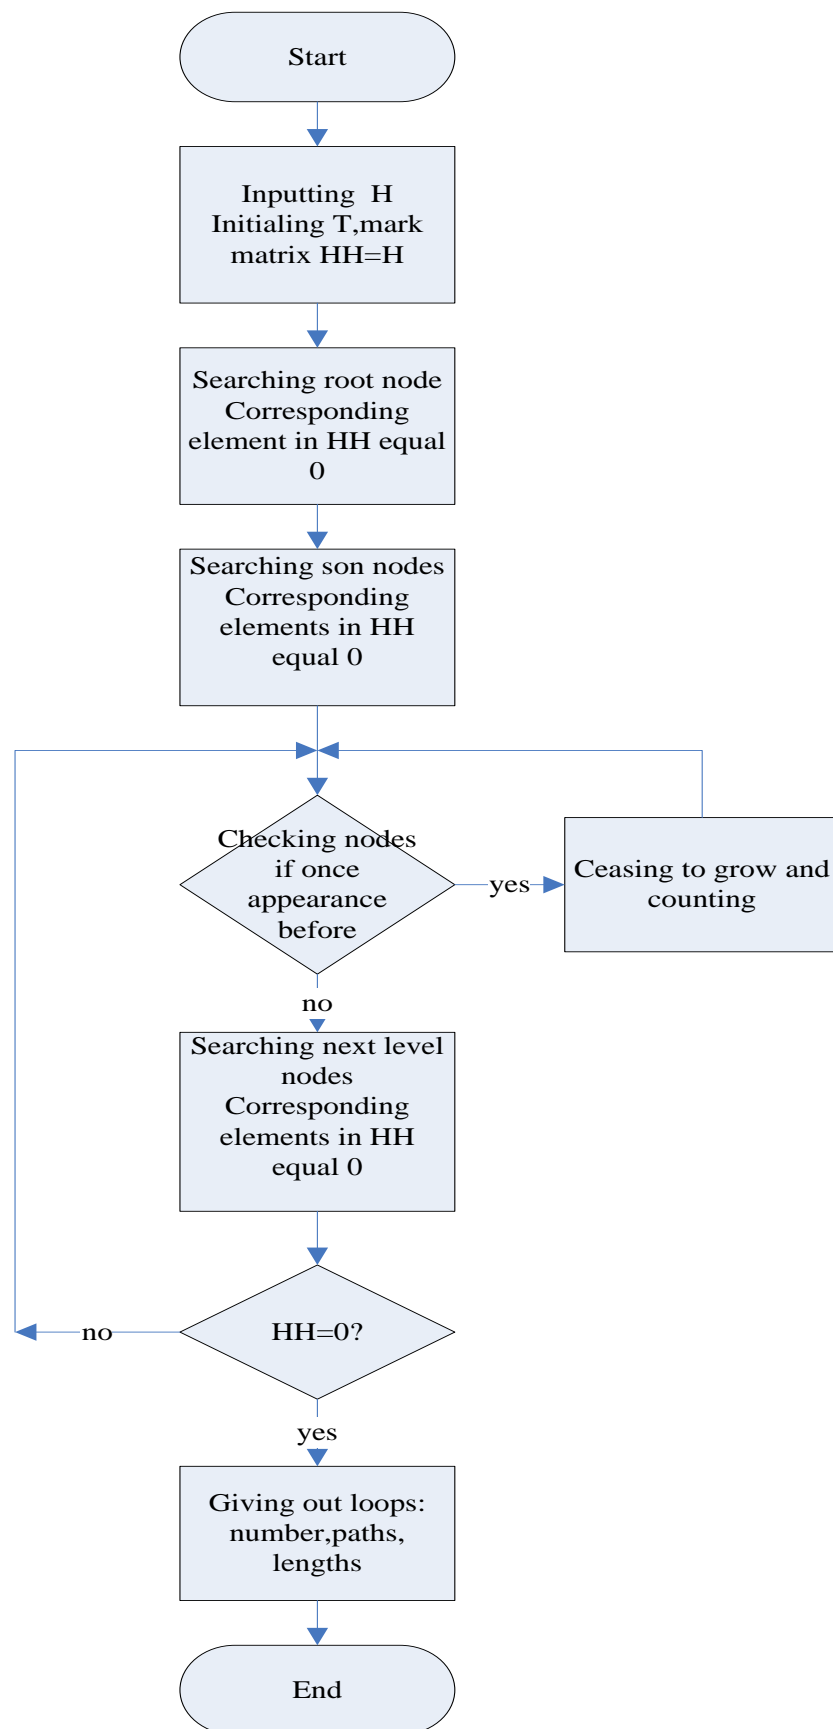 Start
Inputting  H
Initialing T,mark
matrix HH=H
Searching root node
Corresponding
element in HH equal
0
Searching son nodes
Corresponding
elements in HH
equal 0
Checking nodes
if once
appearance
before
yes
Ceasing to grow and
counting
no
Searching next level
nodes
Corresponding
elements in HH
equal 0
HH=0?
no
yes
Giving out loops:
number,paths,
lengths
End